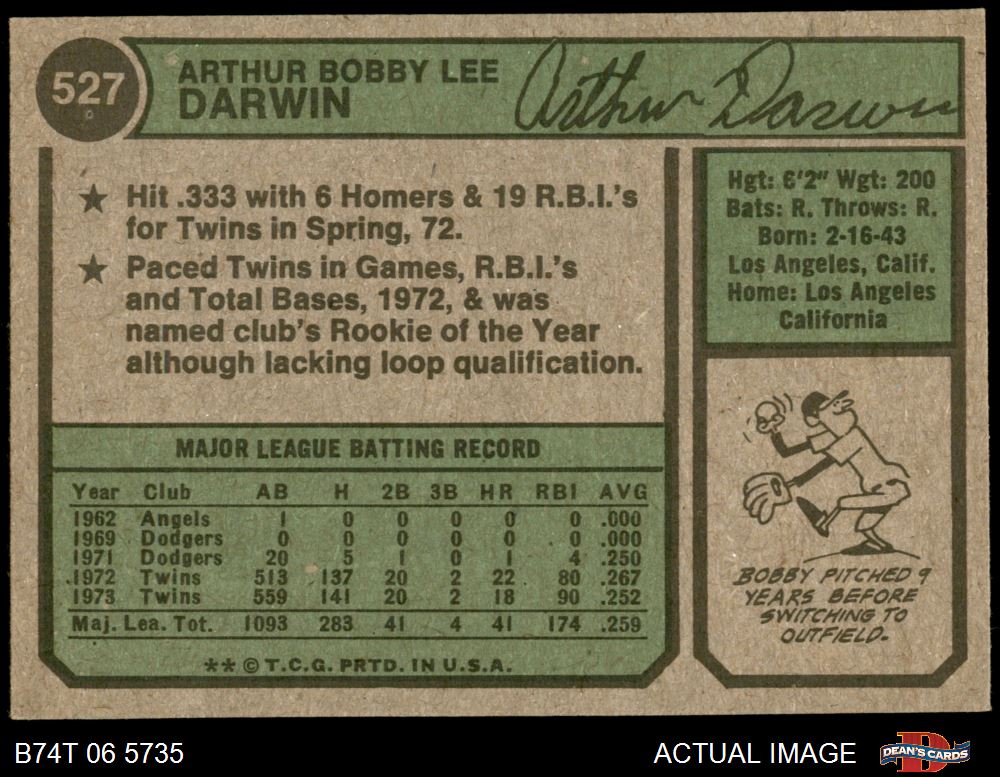 527
ARTHUR BOBBY LEE
DARWIN
Arthur Darwin
★ Hit .333 with 6 Homers & 19 R.B.I.'s
for Twins in Spring, 72.
★ Paced Twins in Games, R.B.I.'s
and Total Bases, 1972, & was
named club's Rookie of the Year
although lacking loop qualification.
Hgt: 6'2" Wgt: 200
Bats: R. Throws: R.
Born: 2-16-43
Los Angeles, Calif.
Home: Los Angeles
California
MAJOR LEAGUE BATTING RECORD
Year Club AB H 2B 3B HR RBI AVG
1962 Angels 1 0 0 0 0 0 .000
1969 Dodgers 0 0 0 0 0 0 .000
1971 Dodgers 20 5 1 0 1 4 .250
1972 Twins 513 137 20 2 22 80 .267
1973 Twins 559 141 20 2 18 90 .252
Maj. Lea. Tot. 1093 283 41 4 41 174 .259
** © T.C.G. PRTD. IN U.S.A.
BOBBY PITCHED 9
YEARS BEFORE
SWITCHING TO
OUTFIELD.
B74T 06 5735
ACTUAL IMAGE
DEAN'S CARDS